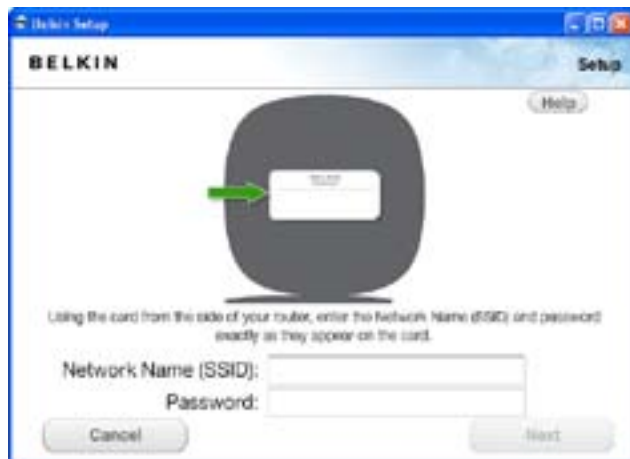 Belkin Setup
BELKIN
Setup
Help
Using the card from the side of your router, enter the Network Name (SSID) and password
exactly as they appear on the card.
Network Name (SSID):
Password:
Cancel
Next